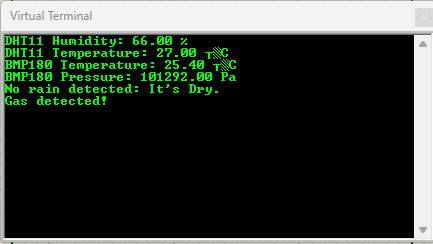 Virtual Terminal
DHT11 Humidity: 66.00 %
DHT11 Temperature: 27.00 ┬░C
BMP180 Temperature: 25.40 ┬░C
BMP180 Pressure: 101292.00 Pa
No rain detected: It's Dry.
Gas detected!